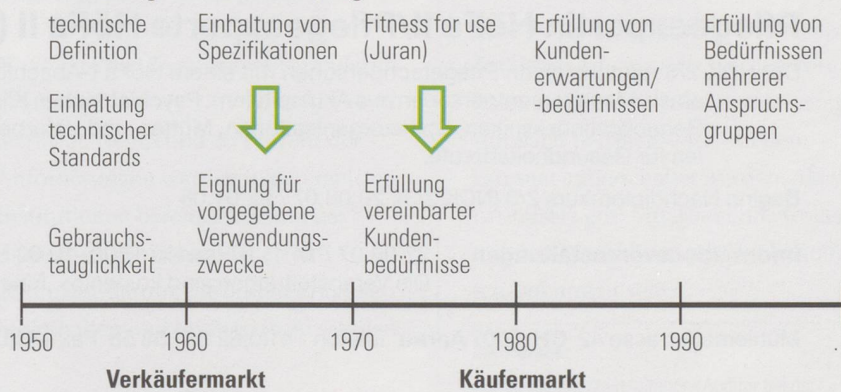 technische
Definition
Einhaltung
technischer
Standards
Gebrauchs-
tauglichkeit
Einhaltung von
Spezifikationen
Eignung für
vorgegebene
Verwendungs-
zwecke
Fitness for use
(Juran)
Erfüllung
vereinbarter
Kunden-
bedürfnisse
Erfüllung von
Kunden-
erwartungen/
-bedürfnissen
Erfüllung von
Bedürfnissen
mehrerer
Anspruchs-
gruppen
1950 1960 1970 1980 1990
Verkäufermarkt Käufermarkt